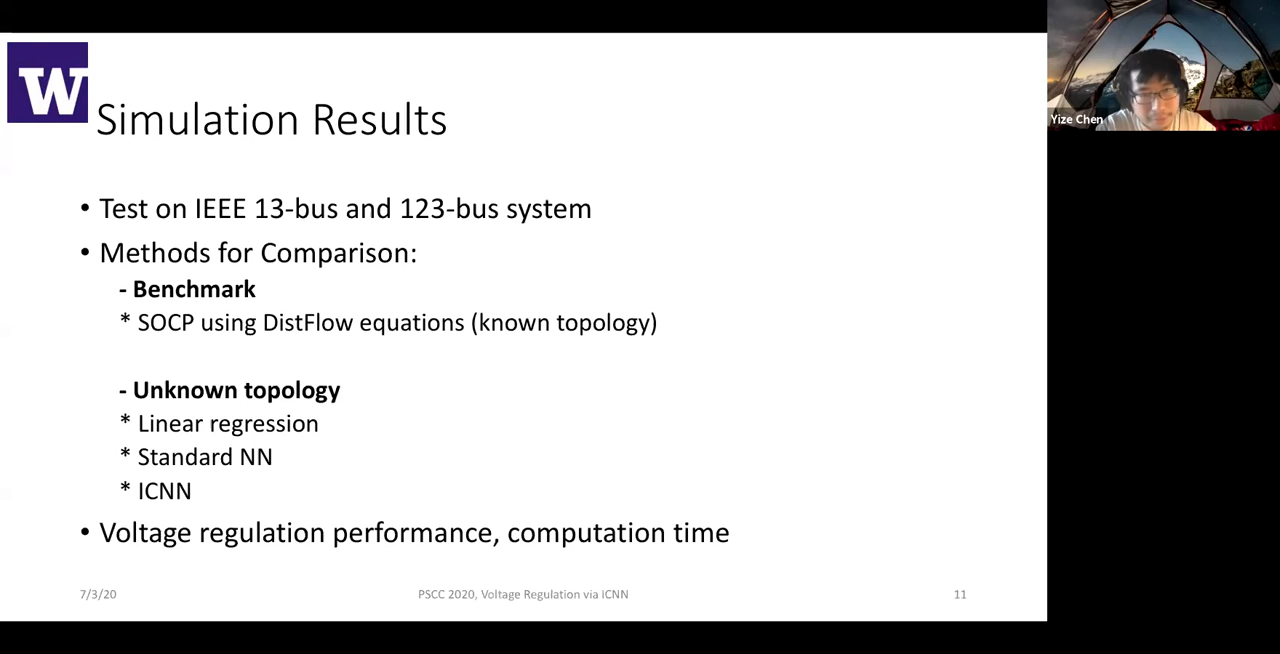 W
Simulation Results
• Test on IEEE 13-bus and 123-bus system
• Methods for Comparison:
- Benchmark
* SOCP using DistFlow equations (known topology)
- Unknown topology
* Linear regression
* Standard NN
* ICNN
• Voltage regulation performance, computation time
7/3/20 PSCC 2020, Voltage Regulation via ICNN 11
Yize Chen